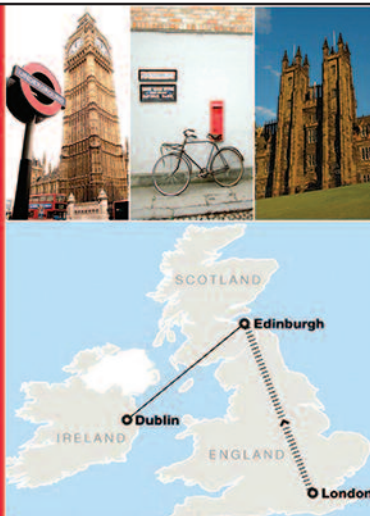 SCOTLAND
Edinburgh
Dublin
IRELAND
ENGLAND
London